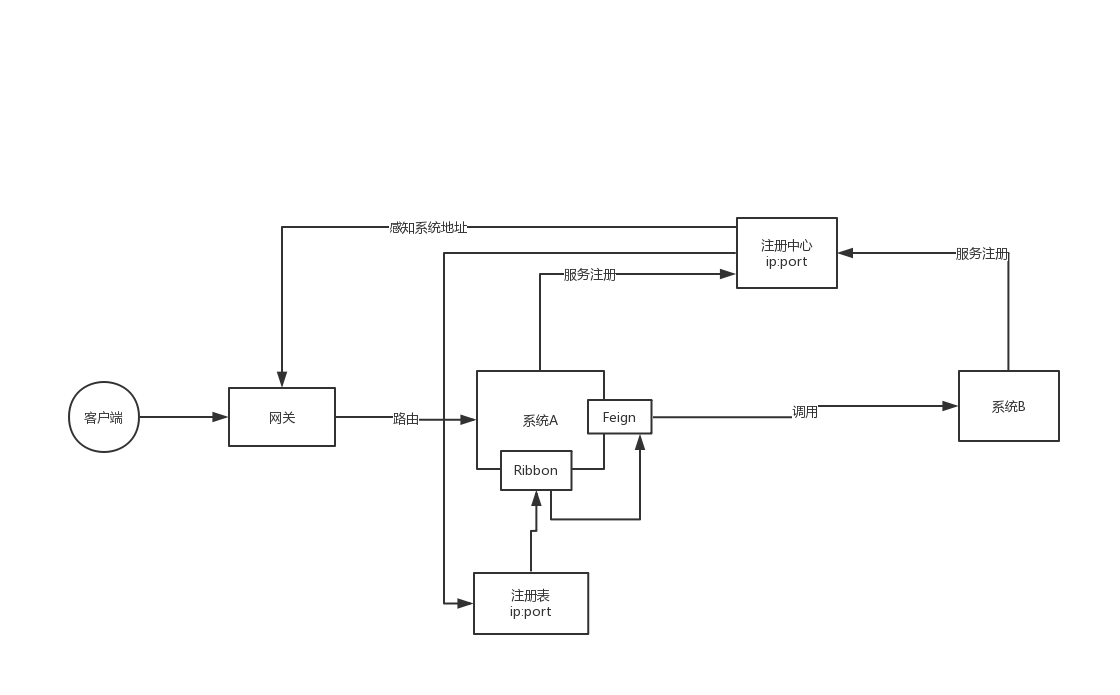 感知系统地址
注册中心
ip:port
服务注册
服务注册
客户端
网关
路由
系统A
Feign
调用
系统B
Ribbon
注册表
ip:port